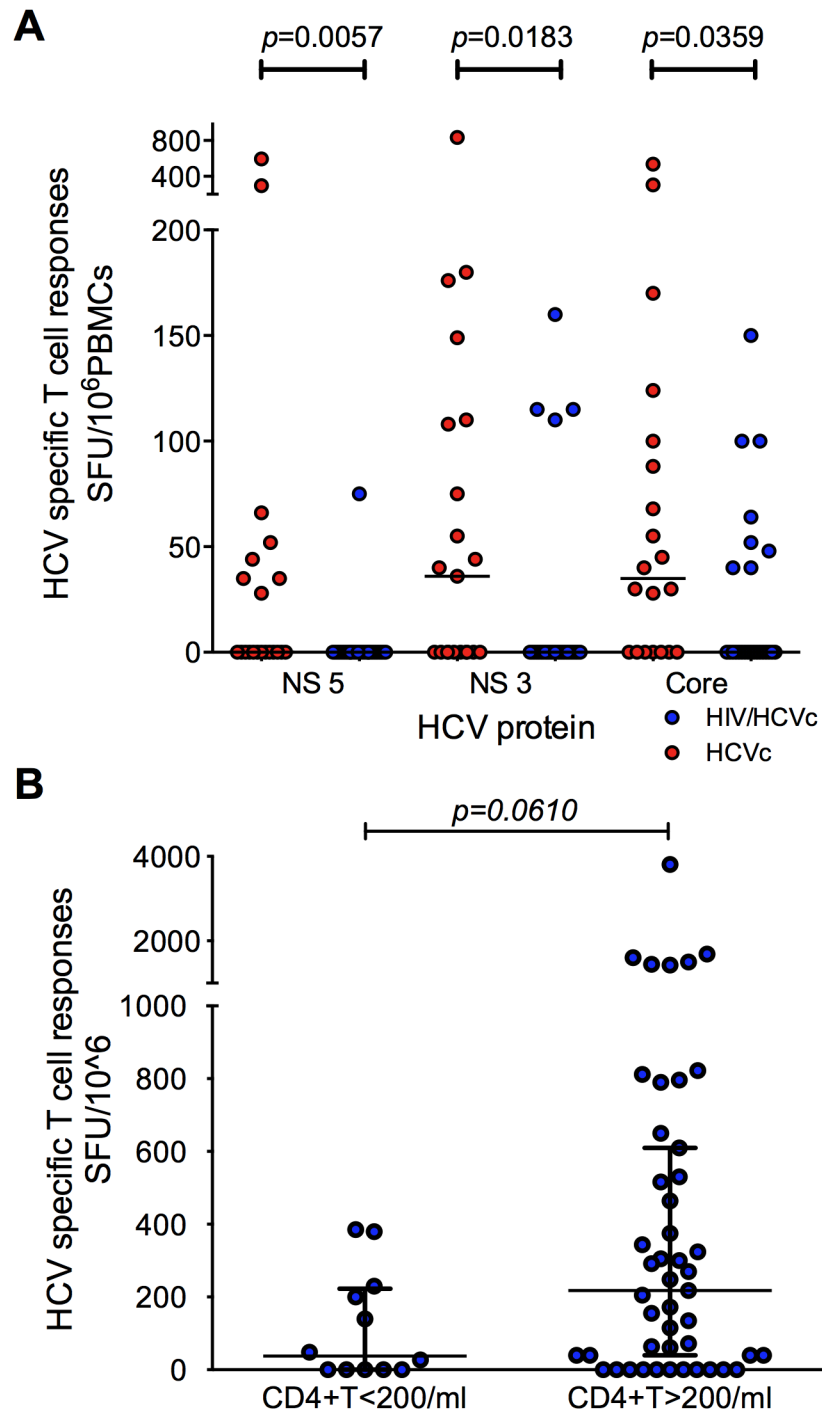 A
p=0.0057 p=0.0183 p=0.0359
HCV specific T cell responses
SFU/10⁶PBMCs
800
400
200
150
100
50
0
NS 5 NS 3 Core
HCV protein
HIV/HCVc
HCVc
B
p=0.0610
HCV specific T cell responses
SFU/10^6
4000
2000
1000
800
600
400
200
0
CD4+T<200/ml CD4+T>200/ml